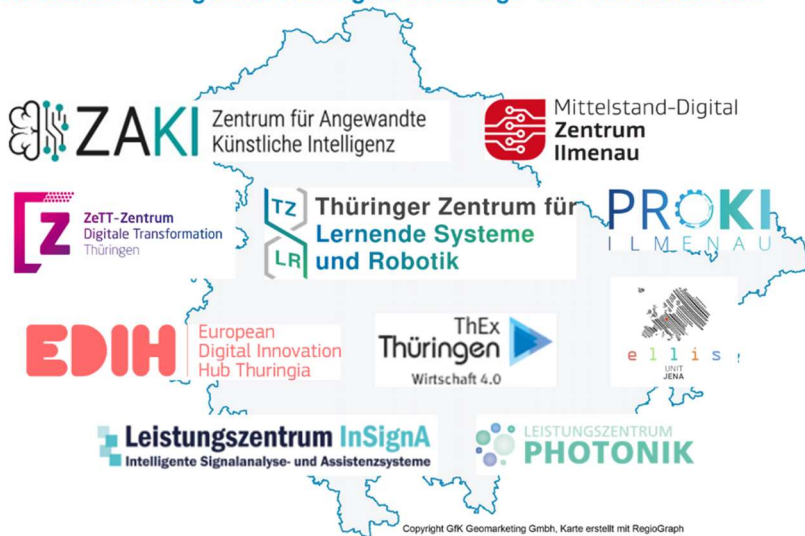 ZAKI
Zentrum für Angewandte
Künstliche Intelligenz
Mittelstand-Digital
Zentrum
Ilmenau
Z
ZeTT-Zentrum
Digitale Transformation
Thüringen
TZ
LR
Thüringer Zentrum für
Lernende Systeme
und Robotik
PROKI
ILMENAU
EDIH
European
Digital Innovation
Hub Thuringia
ThEx
Thüringen
Wirtschaft 4.0
ellis
UNIT
JENA
Leistungszentrum InSignA
Intelligente Signalanalyse- und Assistenzsysteme
LEISTUNGSZENTRUM
PHOTONIK
Copyright GfK Geomarketing Gmbh, Karte erstellt mit RegioGraph